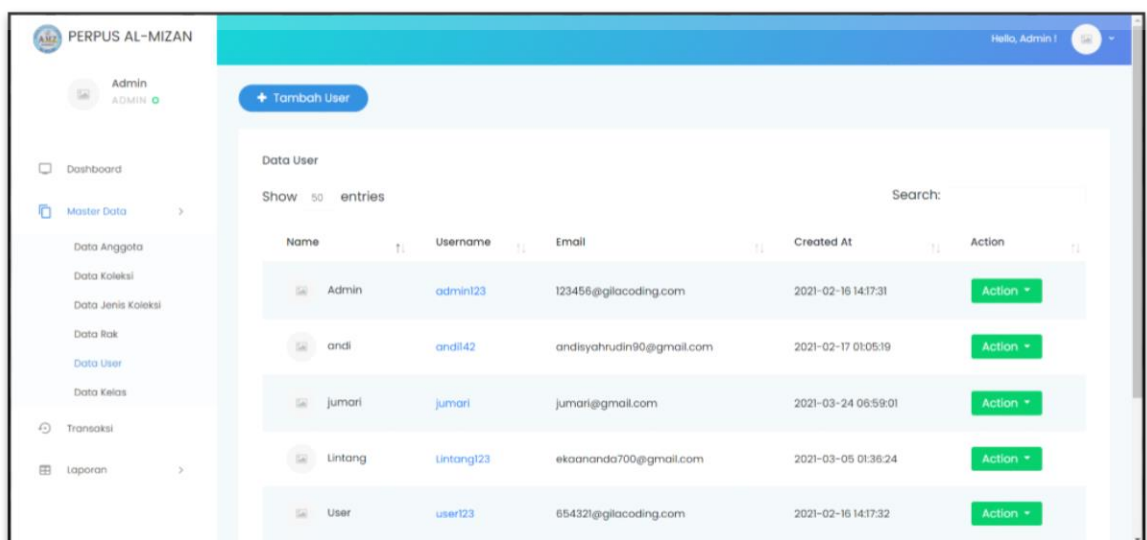 AMZ PERPUS AL-MIZAN
Hello, Admin !
Admin
ADMIN
+ Tambah User
Dashboard
Master Data >
Data Anggota
Data Koleksi
Data Jenis Koleksi
Data Rak
Data User
Data Kelas
Transaksi
Laporan >
Data User
Show 50 entries Search:
Name Username Email Created At Action
Admin admin123 123456@gilacoding.com 2021-02-16 14:17:31 Action
andi andi142 andisyahrudin90@gmail.com 2021-02-17 01:05:19 Action
jumari jumari jumari@gmail.com 2021-03-24 06:59:01 Action
Lintang Lintang123 ekaananda700@gmail.com 2021-03-05 01:36:24 Action
User user123 654321@gilacoding.com 2021-02-16 14:17:32 Action